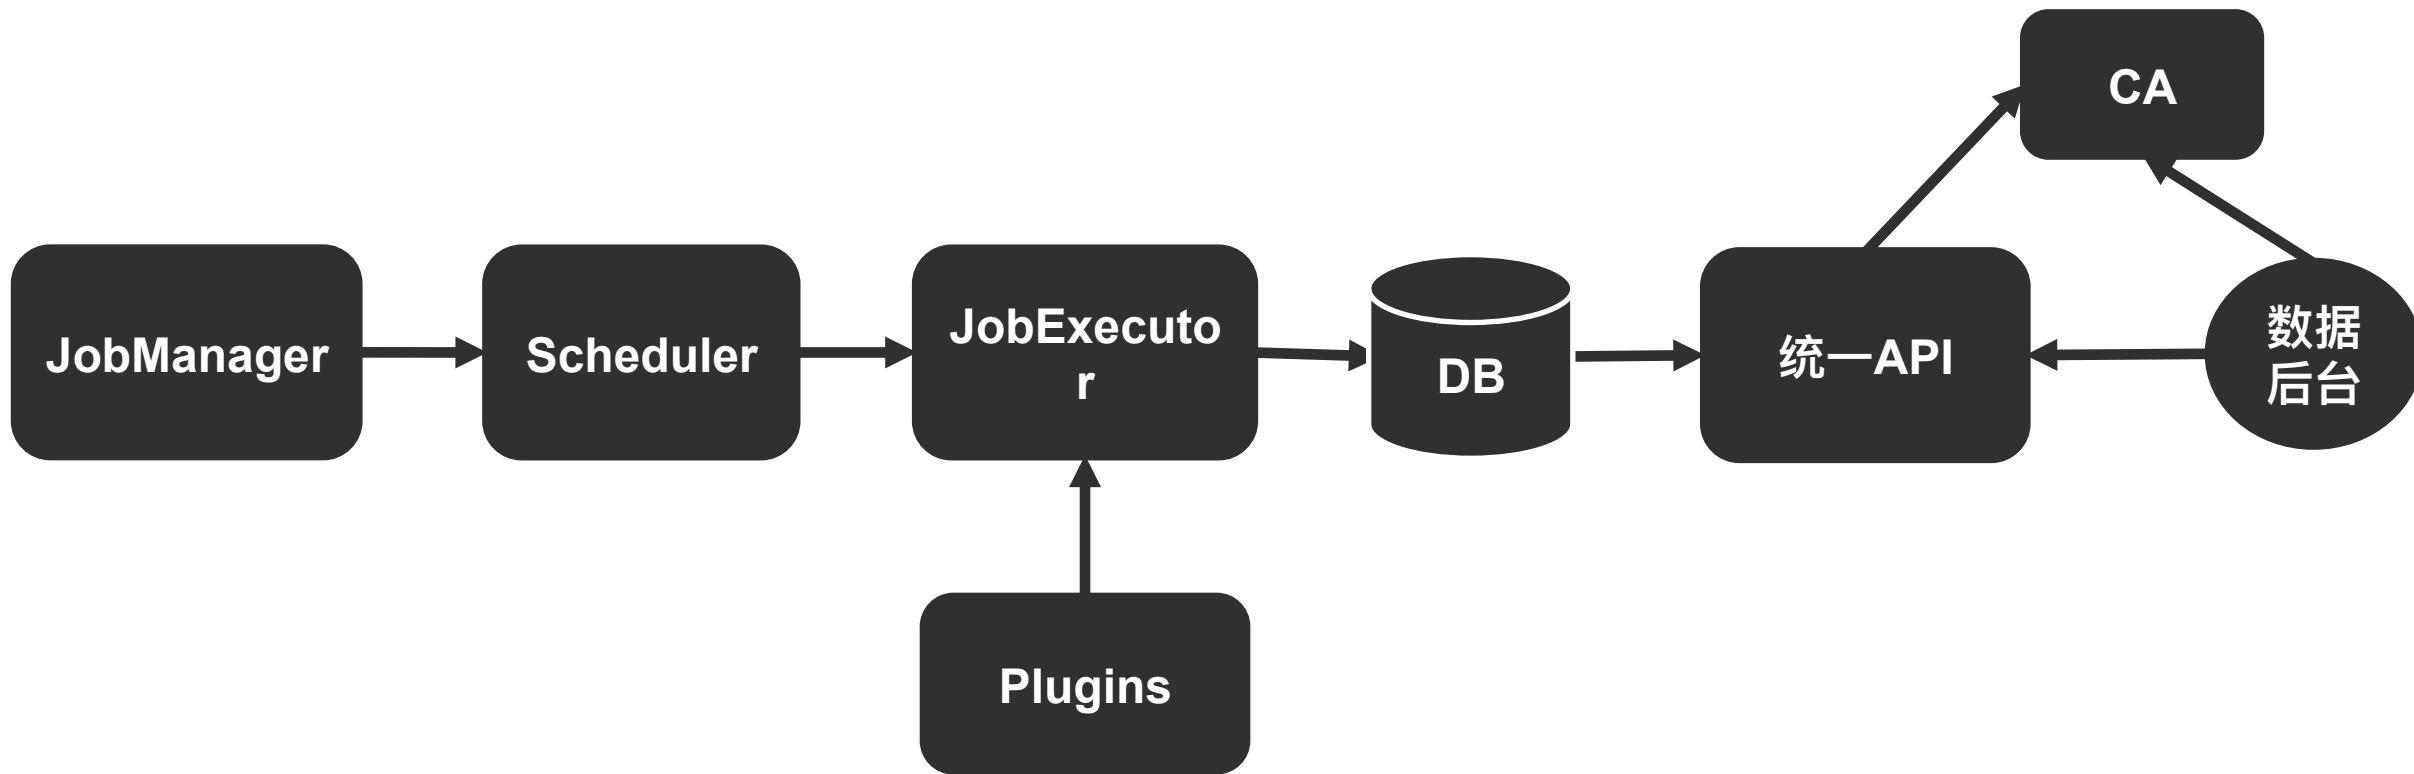 CA
JobManager
Scheduler
JobExecuto
r
DB
统一API
数据
后台
Plugins